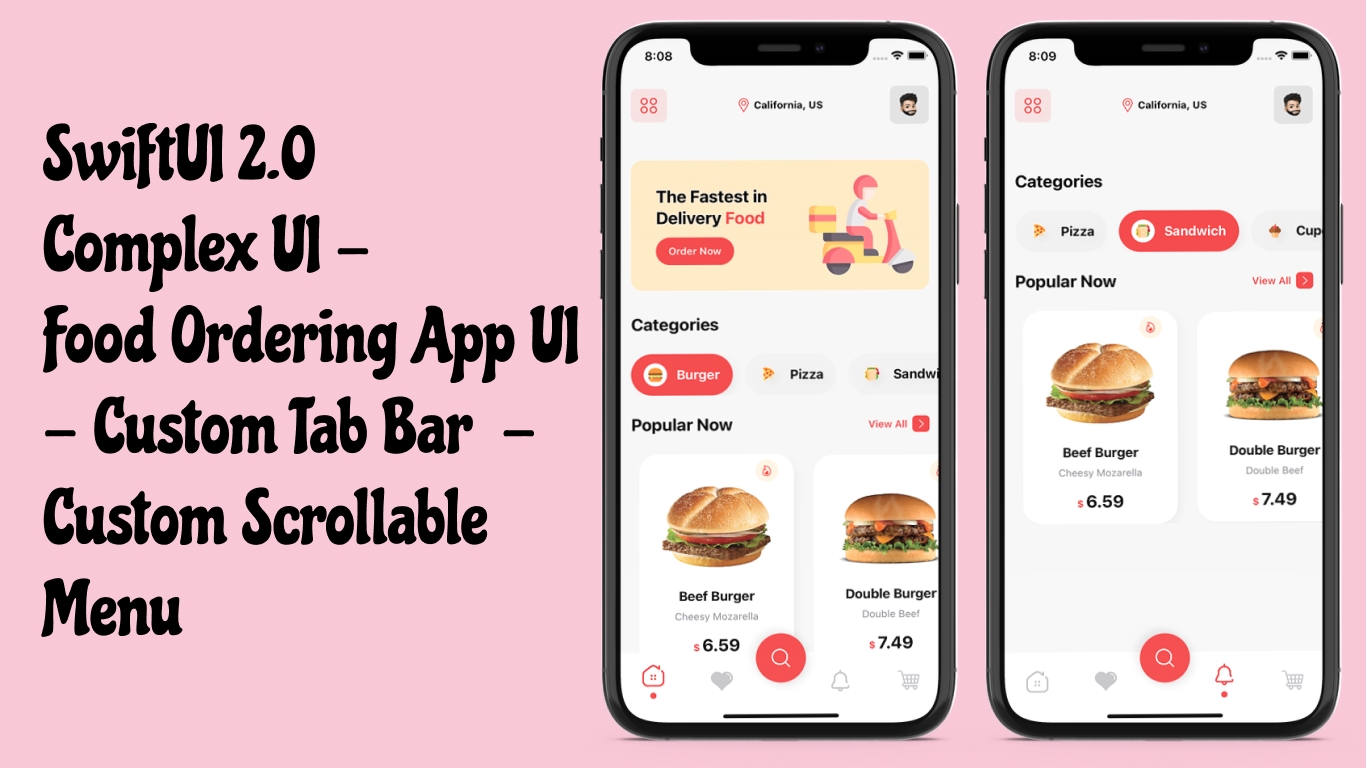 SwiftUI 2.0
Complex UI -
Food Ordering App UI
- Custom Tab Bar -
Custom Scrollable
Menu
8:08
California, US
The Fastest in
Delivery Food
Order Now
Categories
Burger
Pizza
Sandwi
Popular Now
View All
Beef Burger
Cheesy Mozarella
$ 6.59
Double Burger
Double Beef
$ 7.49
8:09
California, US
Categories
Pizza
Sandwich
Cup
Popular Now
View All
Beef Burger
Cheesy Mozarella
$ 6.59
Double Burger
Double Beef
$ 7.49